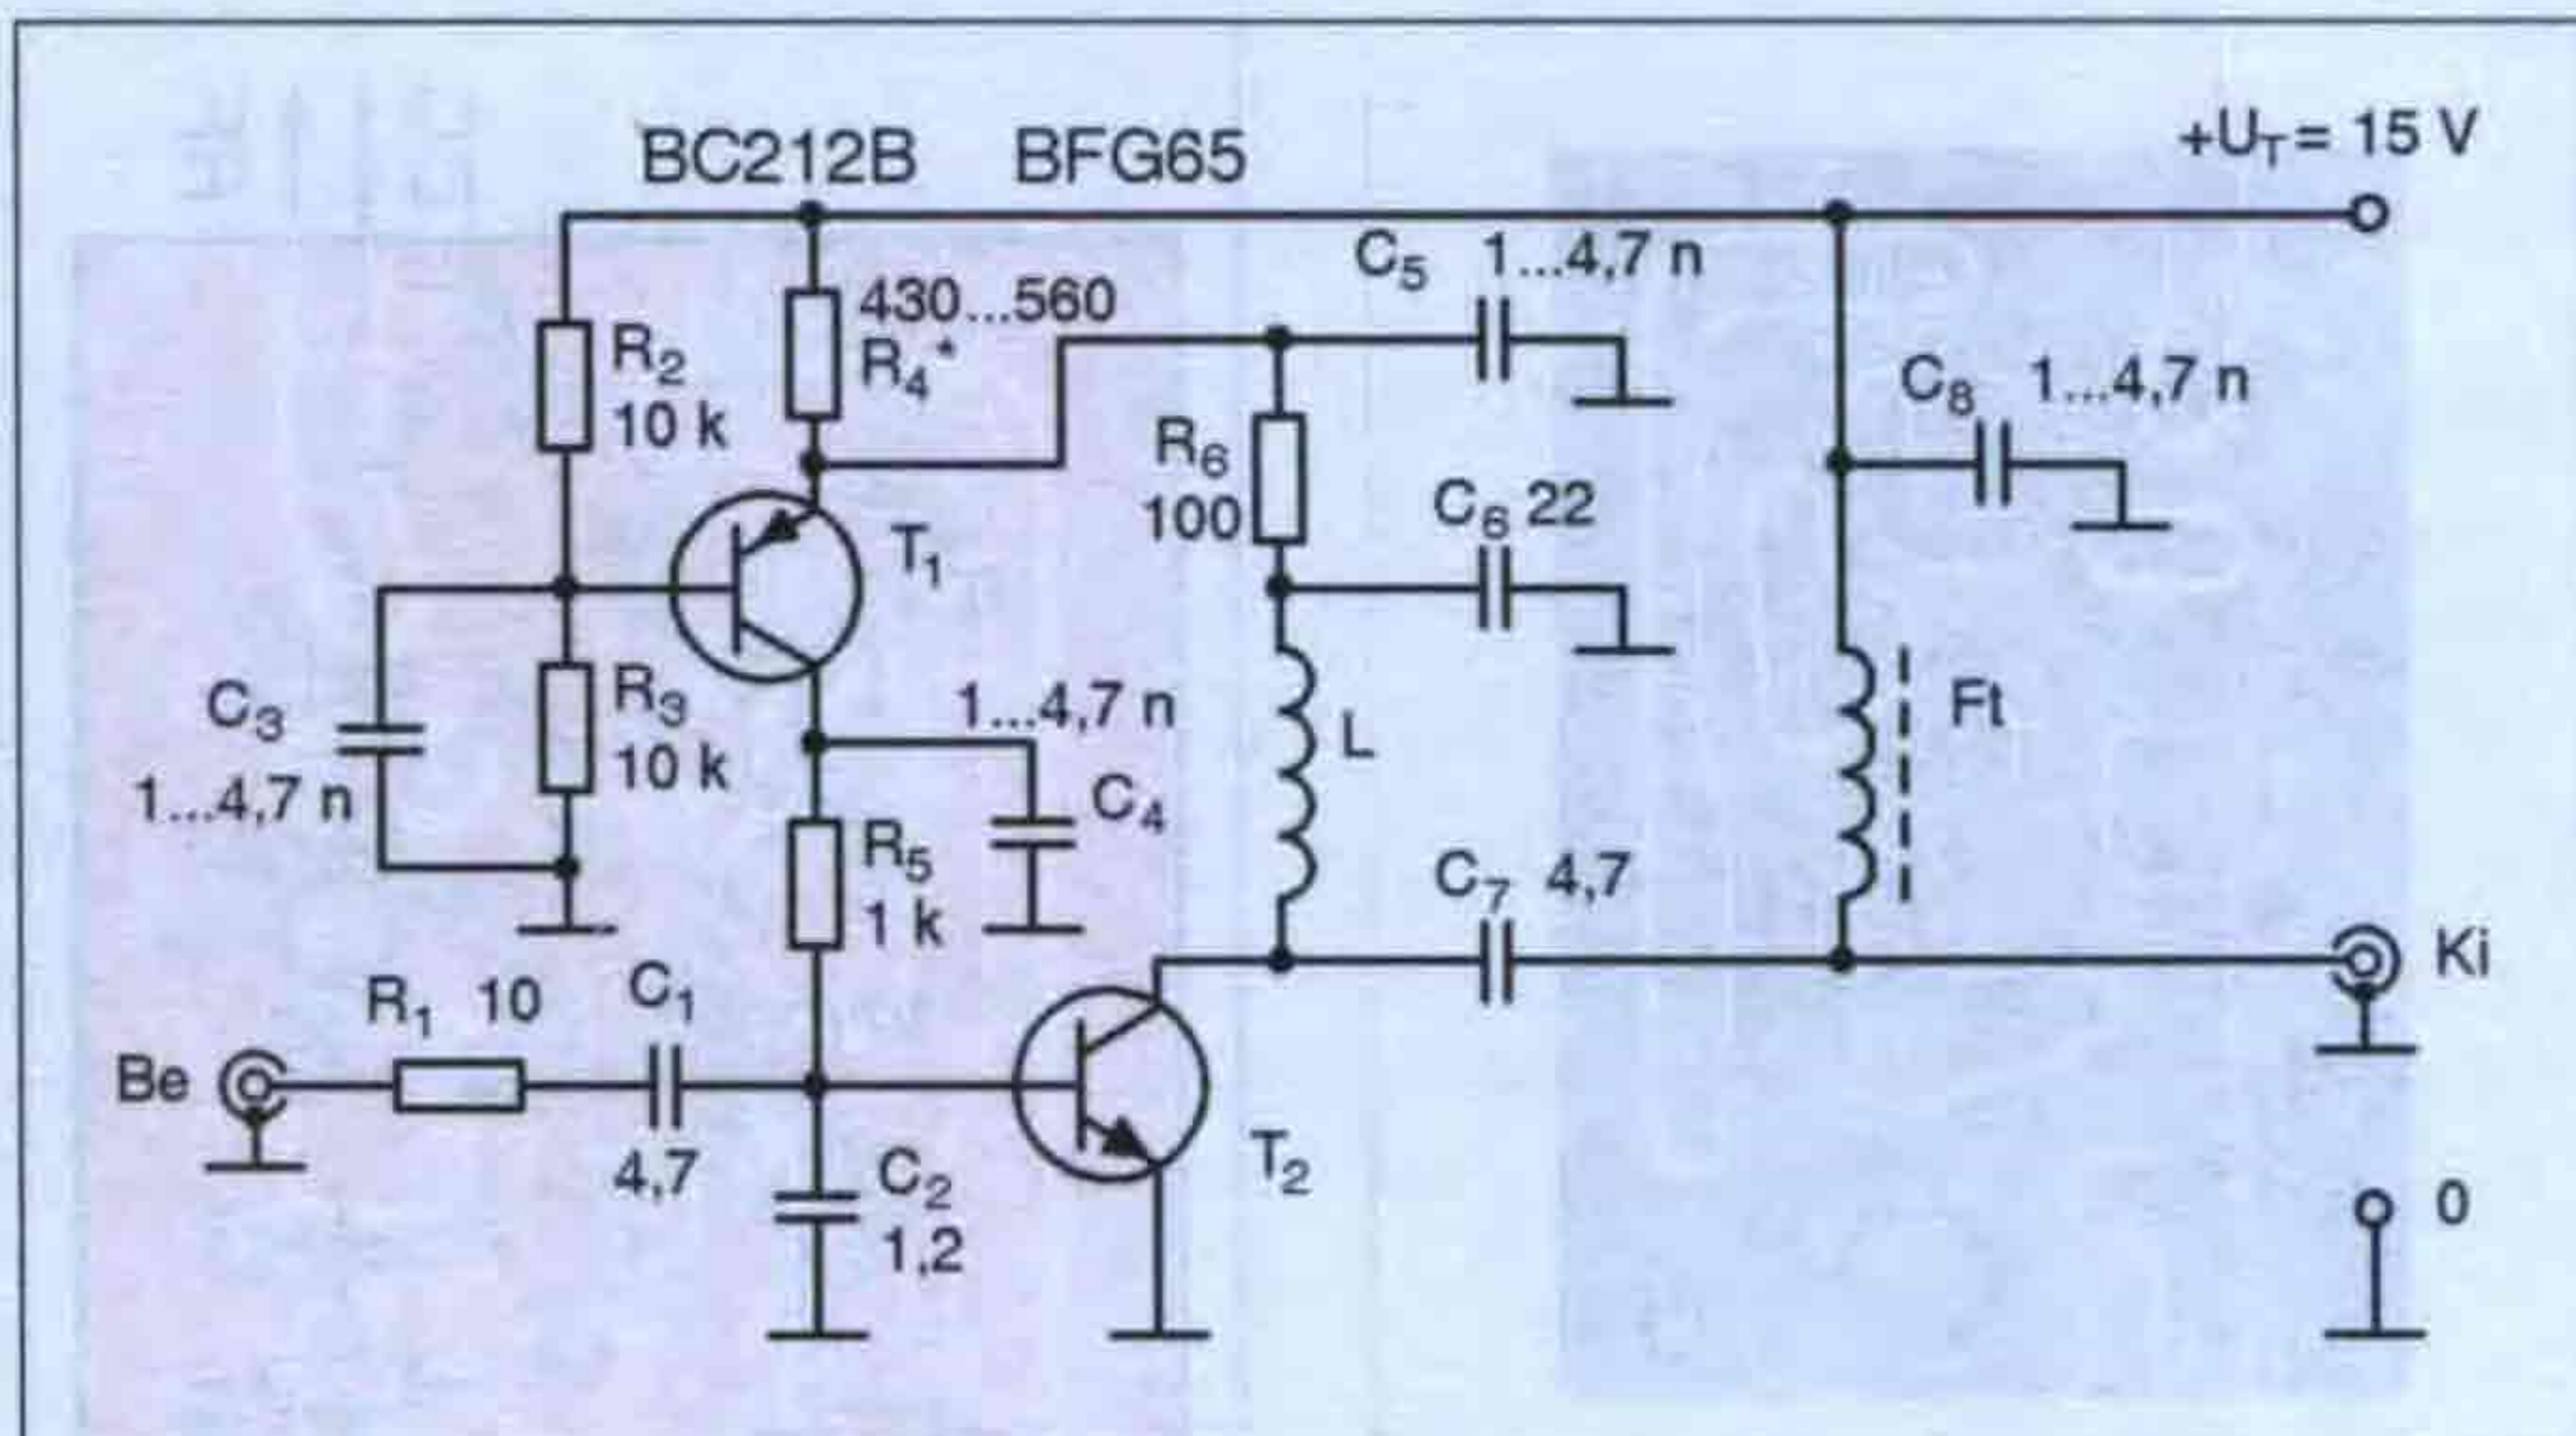 BC212B BFG65
+U_T = 15 V
C5 1...4,7 n
430...560
R4*
R2
10 k
C8 1...4,7 n
R6
100
C6 22
T1
R3
10 k
C3
1...4,7 n
1...4,7 n
C4
L
Ft
R5
1 k
C7 4,7
Ki
R1 10
C1
4,7
Be
T2
C2
1,2
0